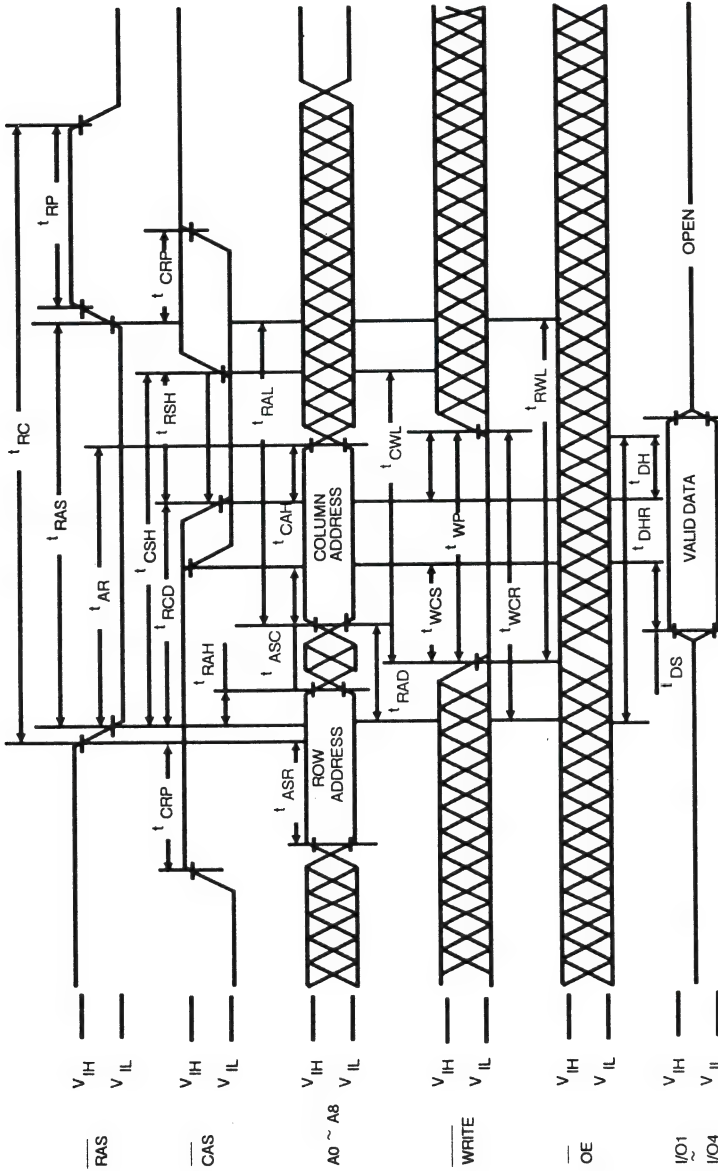 t RC
t RAS
t RP
t AR
RAS
V IH
V IL
t CSH
t CRP
t RCD
t RSH
t CRP
CAS
V IH
V IL
t RAH
t ASR
t ASC
t CAH
t RAL
A0 ~ A8
V IH
V IL
ROW
ADDRESS
COLUMN
ADDRESS
t RAD
t CWL
t WCS
t WP
WRITE
V IH
V IL
t WCR
t RWL
OE
V IH
V IL
t DHR
t DS
t DH
I/O1
~
I/O4
V IH
V IL
VALID DATA
OPEN